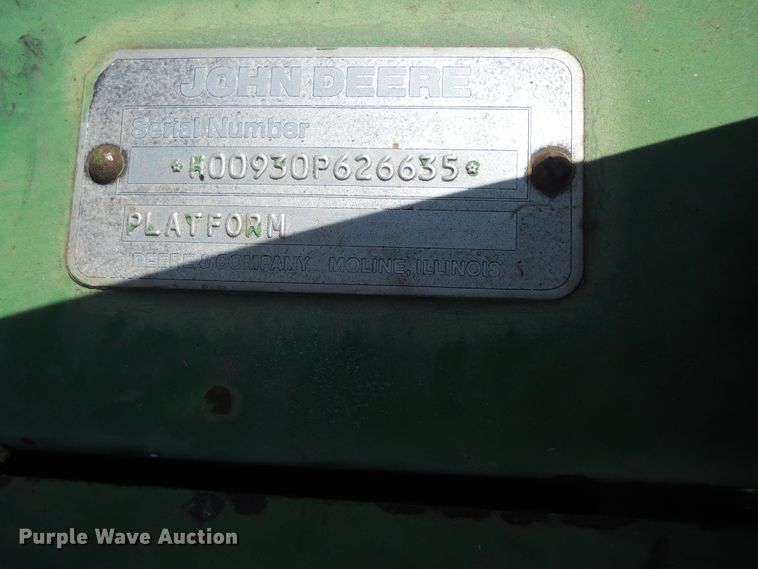 JOHN DEERE
Serial Number
*H00930P626635*
PLATFORM
DEERE & COMPANY MOLINE, ILLINOIS
Purple Wave Auction